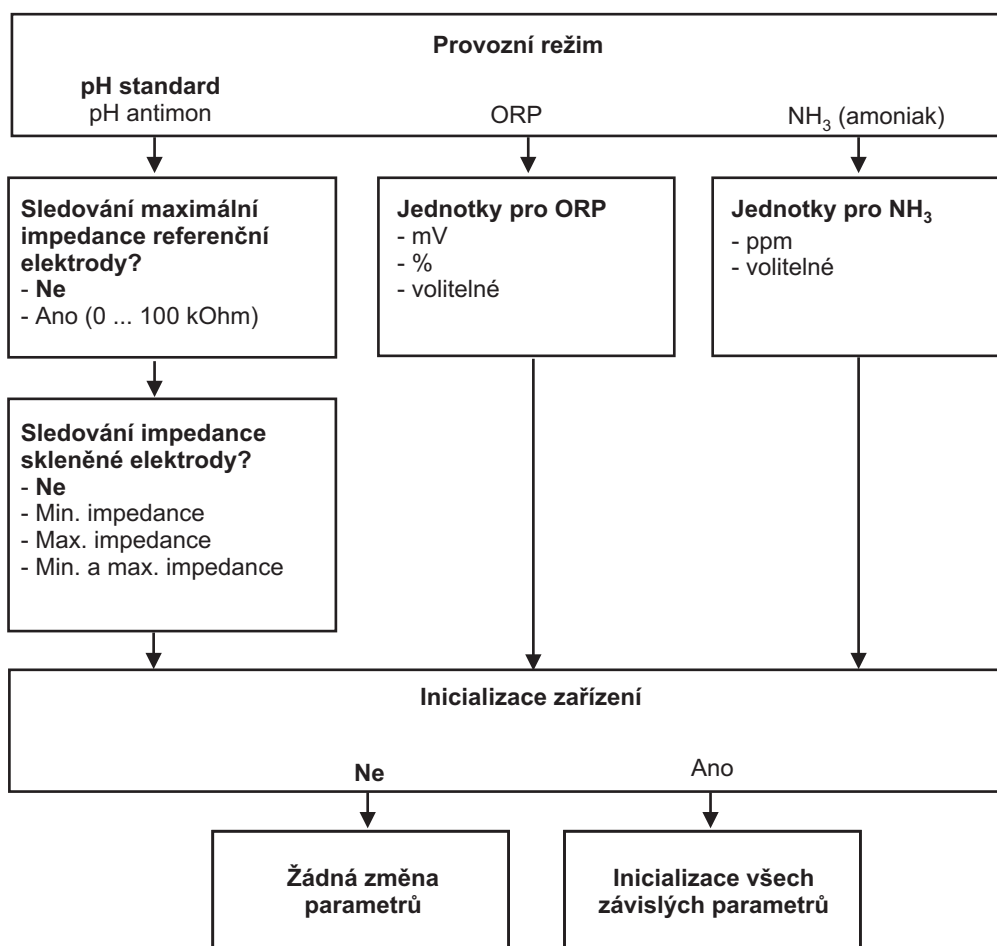 Provozní režim
pH standard
pH antimon
ORP
NH₃ (amoniak)
Sledování maximální
impedance referenční
elektrody?
- Ne
- Ano (0 ... 100 kOhm)
Jednotky pro ORP
- mV
- %
- volitelné
Jednotky pro NH₃
- ppm
- volitelné
Sledování impedance
skleněné elektrody?
- Ne
- Min. impedance
- Max. impedance
- Min. a max. impedance
Inicializace zařízení
Ne
Ano
Žádná změna
parametrů
Inicializace všech
závislých parametrů